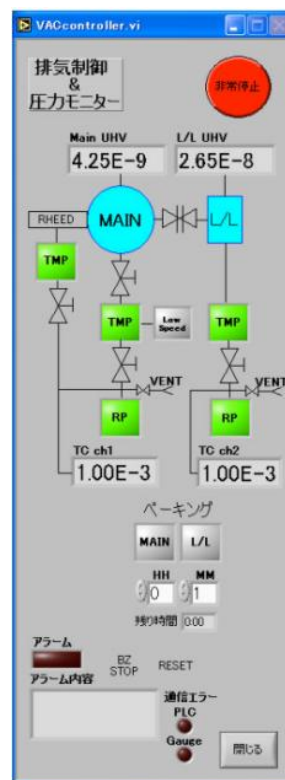 VACcontroller.vi
排気制御
&
圧力モニター
非常停止
Main UHV
L/L UHV
4.25E-9
2.65E-8
RHEED
MAIN
L/L
TMP
TMP
Low
Speed
TMP
VENT
VENT
RP
RP
TC ch1
TC ch2
1.00E-3
1.00E-3
ベーキング
MAIN
L/L
HH
MM
0
1
残り時間
0:00
アラーム
BZ
STOP
RESET
アラーム内容
通信エラー
PLC
Gauge
閉じる